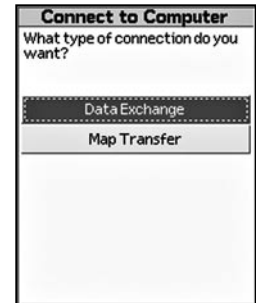 Connect to Computer
What type of connection do you
want?
Data Exchange
Map Transfer